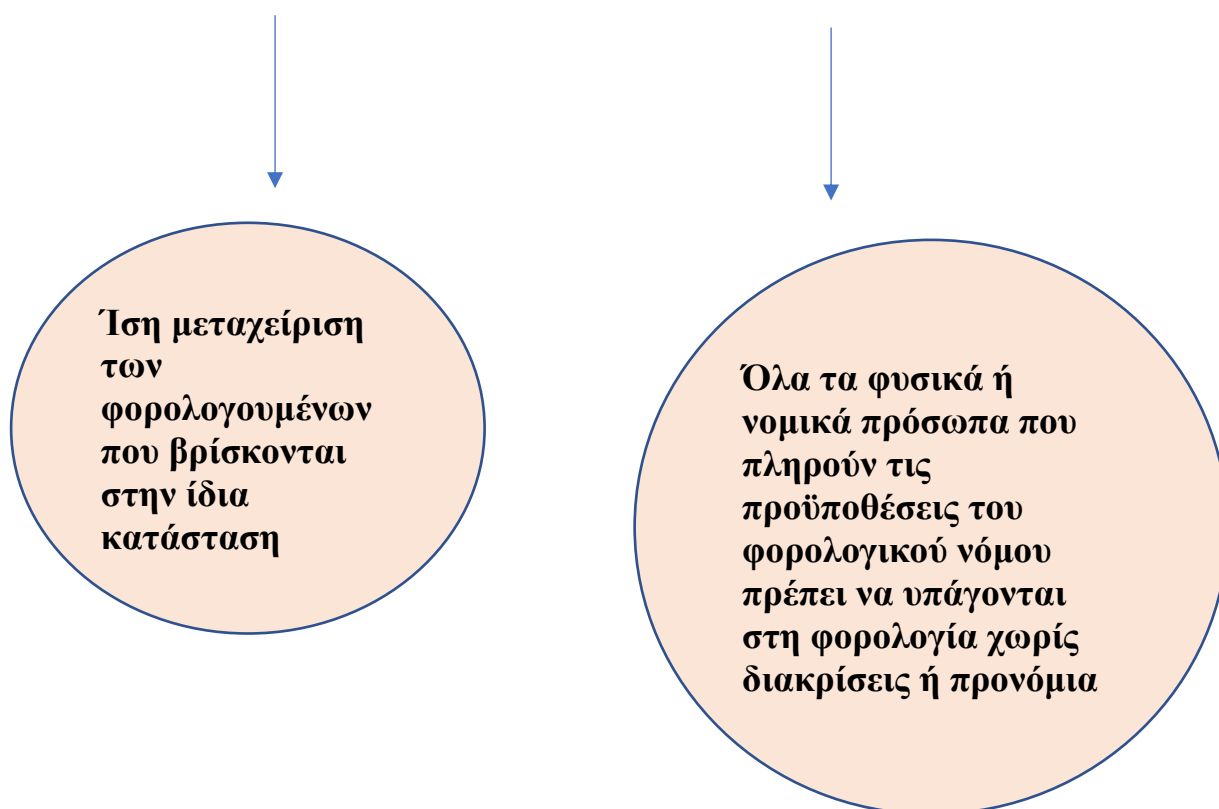 Ίση μεταχείριση
των
φορολογουμένων
που βρίσκονται
στην ίδια
κατάσταση
Όλα τα φυσικά ή
νομικά πρόσωπα που
πληρούν τις
προϋποθέσεις του
φορολογικού νόμου
πρέπει να υπάγονται
στη φορολογία χωρίς
διακρίσεις ή προνόμια